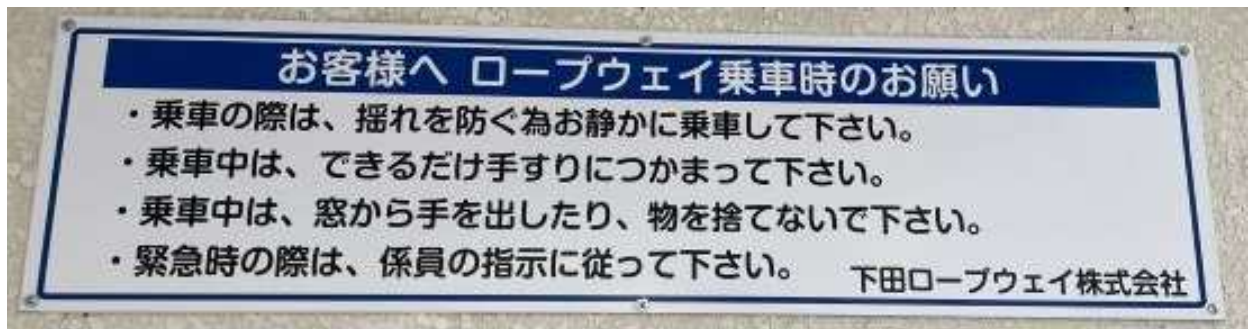 お客様へ ロープウェイ乗車時のお願い
・乗車の際は、揺れを防ぐ為お静かに乗車して下さい。
・乗車中は、できるだけ手すりにつかまって下さい。
・乗車中は、窓から手を出したり、物を捨てないで下さい。
・緊急時の際は、係員の指示に従って下さい。
下田ロープウェイ株式会社